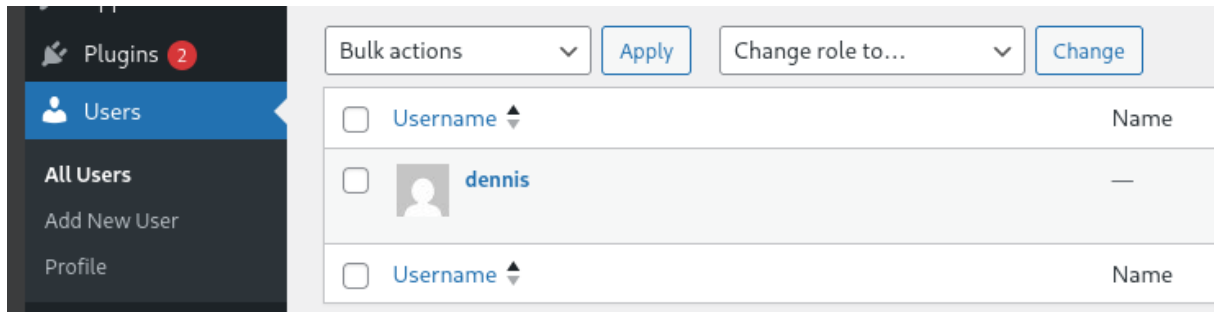 Plugins 2
Users
All Users
Add New User
Profile
Bulk actions Apply Change role to... Change
Username Name
dennis —
Username Name